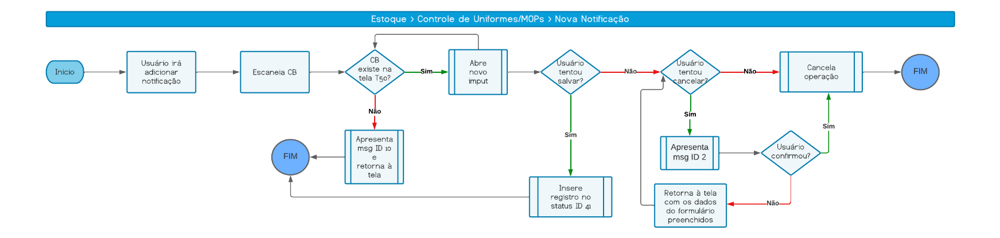 Estoque > Controle de Uniformes/MOPs > Nova Notificação
Inicio
Usuário irá
adicionar
notificação
Escaneia CB
CB
existe na
tela T50?
Sim
Abre
novo
imput
Usuário
tentou
salvar?
Não
Usuário
tentou
cancelar?
Não
Cancela
operação
FIM
Não
Apresenta
msg ID 10
e
retorna à
tela
FIM
Sim
Insere
registro no
status ID 41
Sim
Apresenta
msg ID 2
Usuário
confirmou?
Sim
Não
Retorna à tela
com os dados
do formulário
preenchidos